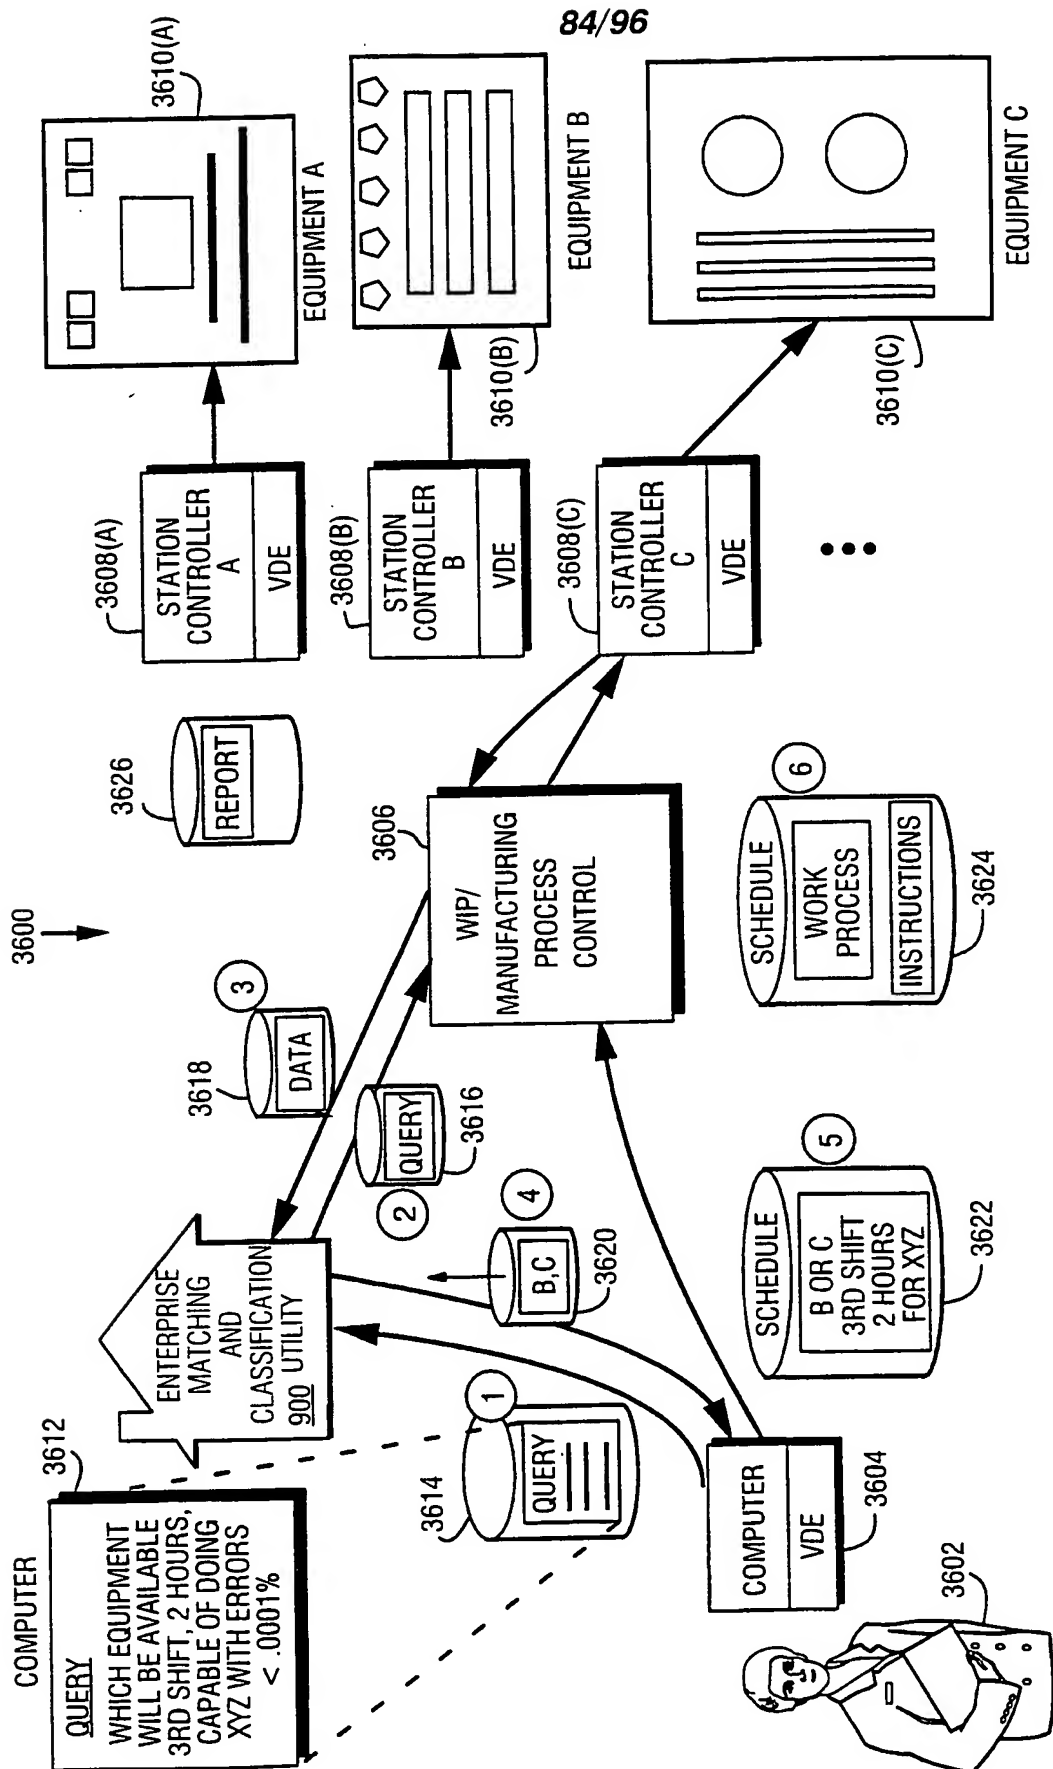 84/96
3600
COMPUTER
QUERY
WHICH EQUIPMENT
WILL BE AVAILABLE
3RD SHIFT, 2 HOURS,
CAPABLE OF DOING
XYZ WITH ERRORS
< .0001%
3612
ENTERPRISE
MATCHING
AND
CLASSIFICATION
900 UTILITY
3614
1
QUERY
COMPUTER
VDE
3604
3602
3618
3
DATA
2
QUERY
3616
4
B,C
3620
3606
WIP/
MANUFACTURING
PROCESS
CONTROL
5
SCHEDULE
B OR C
3RD SHIFT
2 HOURS
FOR XYZ
3622
6
SCHEDULE
WORK
PROCESS
INSTRUCTIONS
3624
3626
REPORT
3608(A)
STATION
CONTROLLER
A
VDE
3608(B)
STATION
CONTROLLER
B
VDE
3608(C)
STATION
CONTROLLER
C
VDE
3610(A)
EQUIPMENT A
3610(B)
EQUIPMENT B
3610(C)
EQUIPMENT C